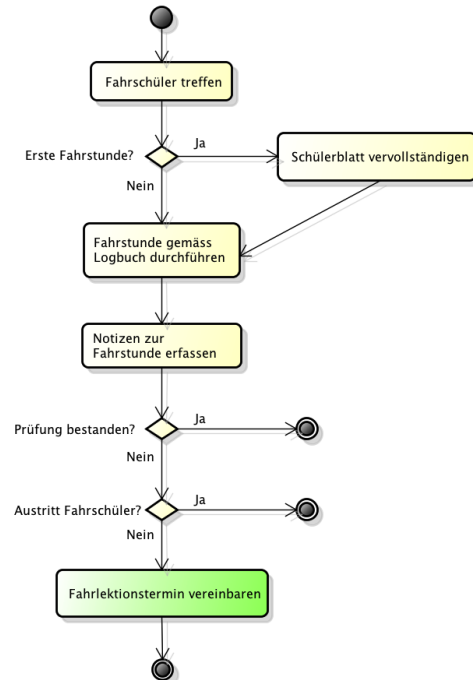 Fahrschüler treffen
Erste Fahrstunde?
Ja
Schülerblatt vervollständigen
Nein
Fahrstunde gemäss
Logbuch durchführen
Notizen zur
Fahrstunde erfassen
Prüfung bestanden?
Ja
Nein
Austritt Fahrschüler?
Ja
Nein
Fahrlektionstermin vereinbaren